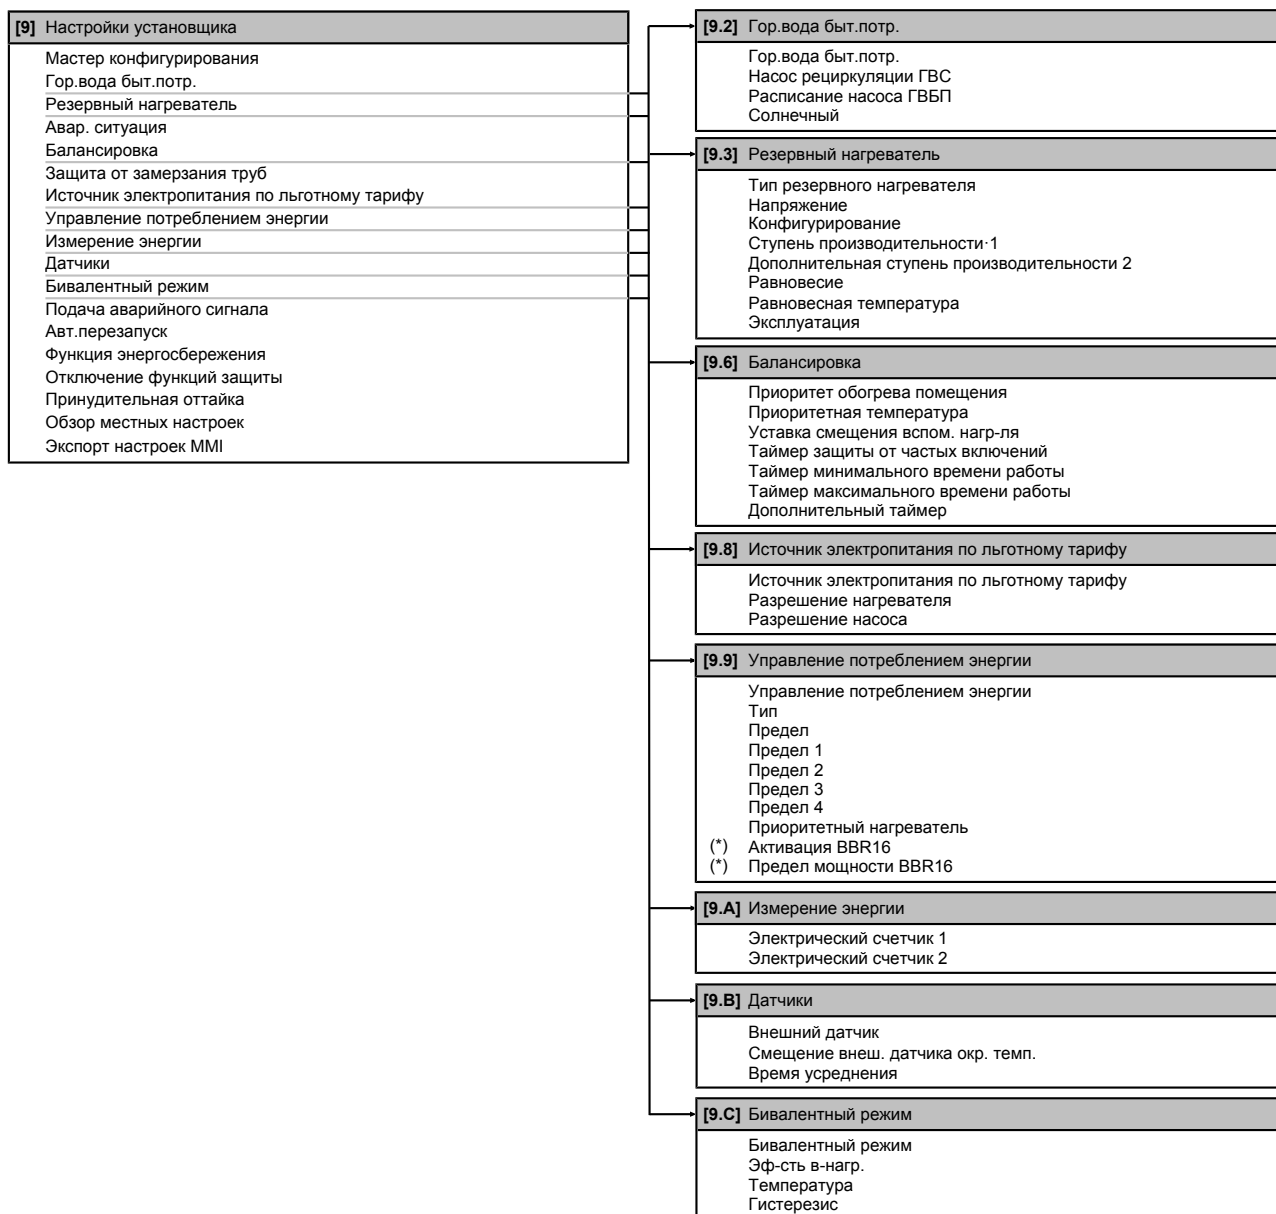 [9] Настройки установщика
Мастер конфигурирования
Гор.вода быт.потр.
Резервный нагреватель
Авар. ситуация
Балансировка
Защита от замерзания труб
Источник электропитания по льготному тарифу
Управление потреблением энергии
Измерение энергии
Датчики
Бивалентный режим
Подача аварийного сигнала
Авт.перезапуск
Функция энергосбережения
Отключение функций защиты
Принудительная оттайка
Обзор местных настроек
Экспорт настроек MMI
[9.2] Гор.вода быт.потр.
Гор.вода быт.потр.
Насос рециркуляции ГВС
Расписание насоса ГВБП
Солнечный
[9.3] Резервный нагреватель
Тип резервного нагревателя
Напряжение
Конфигурирование
Ступень производительности·1
Дополнительная ступень производительности 2
Равновесие
Равновесная температура
Эксплуатация
[9.6] Балансировка
Приоритет обогрева помещения
Приоритетная температура
Уставка смещения вспом. нагр-ля
Таймер защиты от частых включений
Таймер минимального времени работы
Таймер максимального времени работы
Дополнительный таймер
[9.8] Источник электропитания по льготному тарифу
Источник электропитания по льготному тарифу
Разрешение нагревателя
Разрешение насоса
[9.9] Управление потреблением энергии
Управление потреблением энергии
Тип
Предел
Предел 1
Предел 2
Предел 3
Предел 4
Приоритетный нагреватель
(*) Активация BBR16
(*) Предел мощности BBR16
[9.A] Измерение энергии
Электрический счетчик 1
Электрический счетчик 2
[9.B] Датчики
Внешний датчик
Смещение внеш. датчика окр. темп.
Время усреднения
[9.C] Бивалентный режим
Бивалентный режим
Эф-сть в-нагр.
Температура
Гистерезис